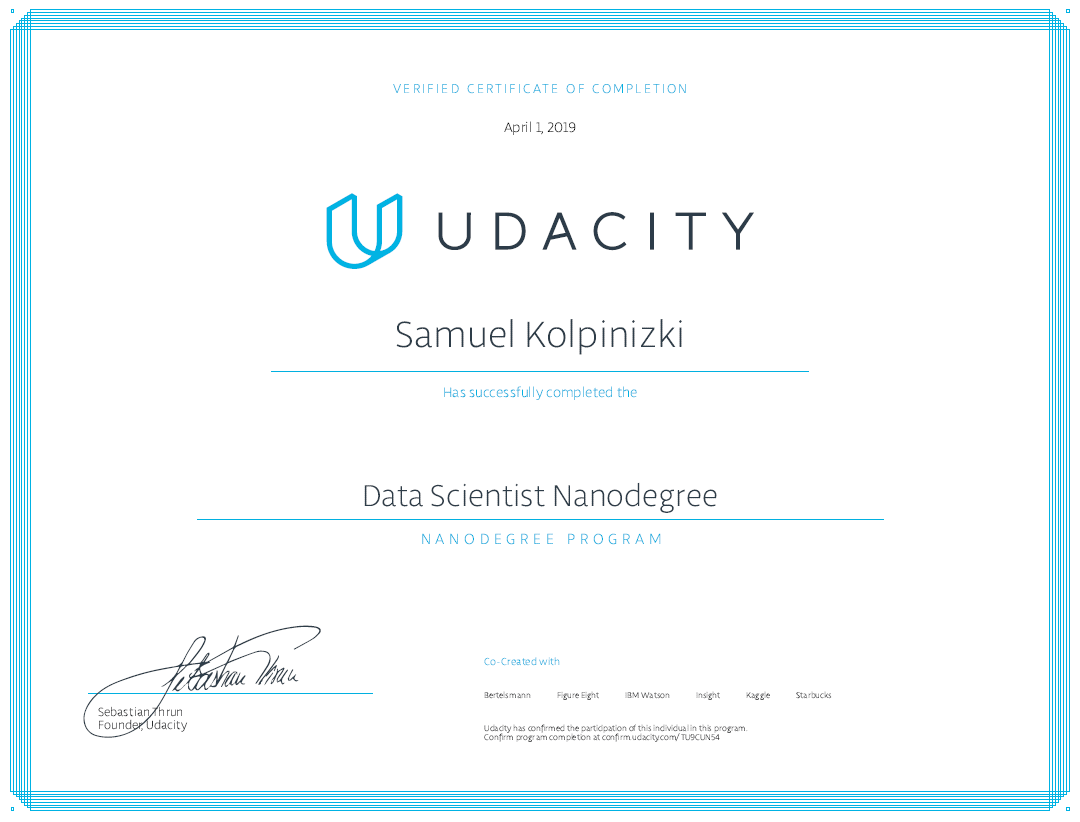 VERIFIED CERTIFICATE OF COMPLETION
April 1, 2019
UDACITY
Samuel Kolpinizki
Has successfully completed the
Data Scientist Nanodegree
NANODEGREE PROGRAM
Sebastian Thrun
Sebastian Thrun
Founder, Udacity
Co-Created with
Bertelsmann Figure Eight IBM Watson Insight Kaggle Starbucks
Udacity has confirmed the participation of this individual in this program.
Confirm program completion at confirm.udacity.com/TU9CUN54